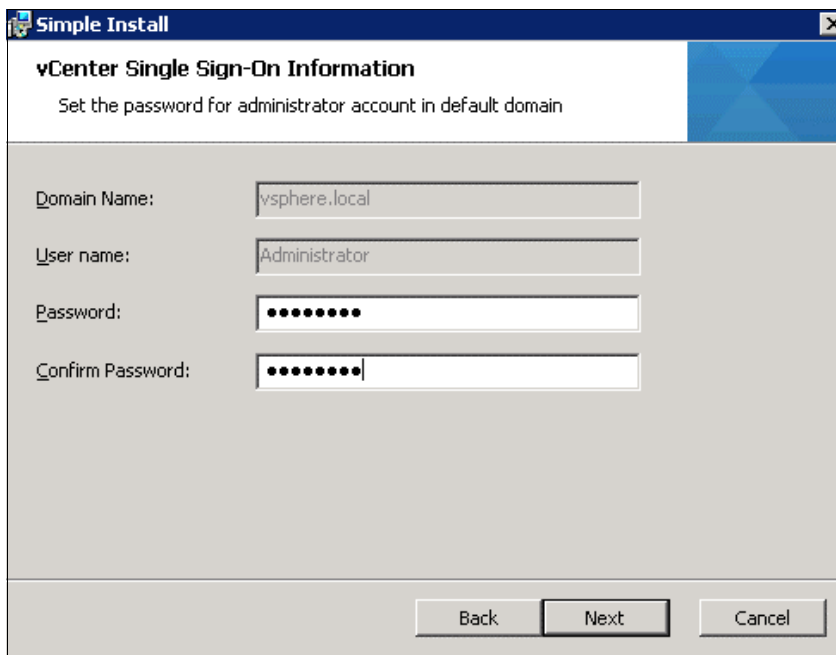 Simple Install
vCenter Single Sign-On Information
Set the password for administrator account in default domain
Domain Name: vsphere.local
User name: Administrator
Password: ••••••••
Confirm Password: ••••••••
Back Next Cancel